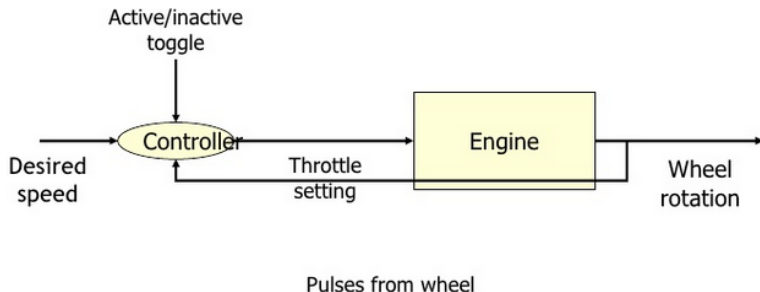 Active/inactive
toggle
Controller
Engine
Desired
speed
Throttle
setting
Wheel
rotation
Pulses from wheel